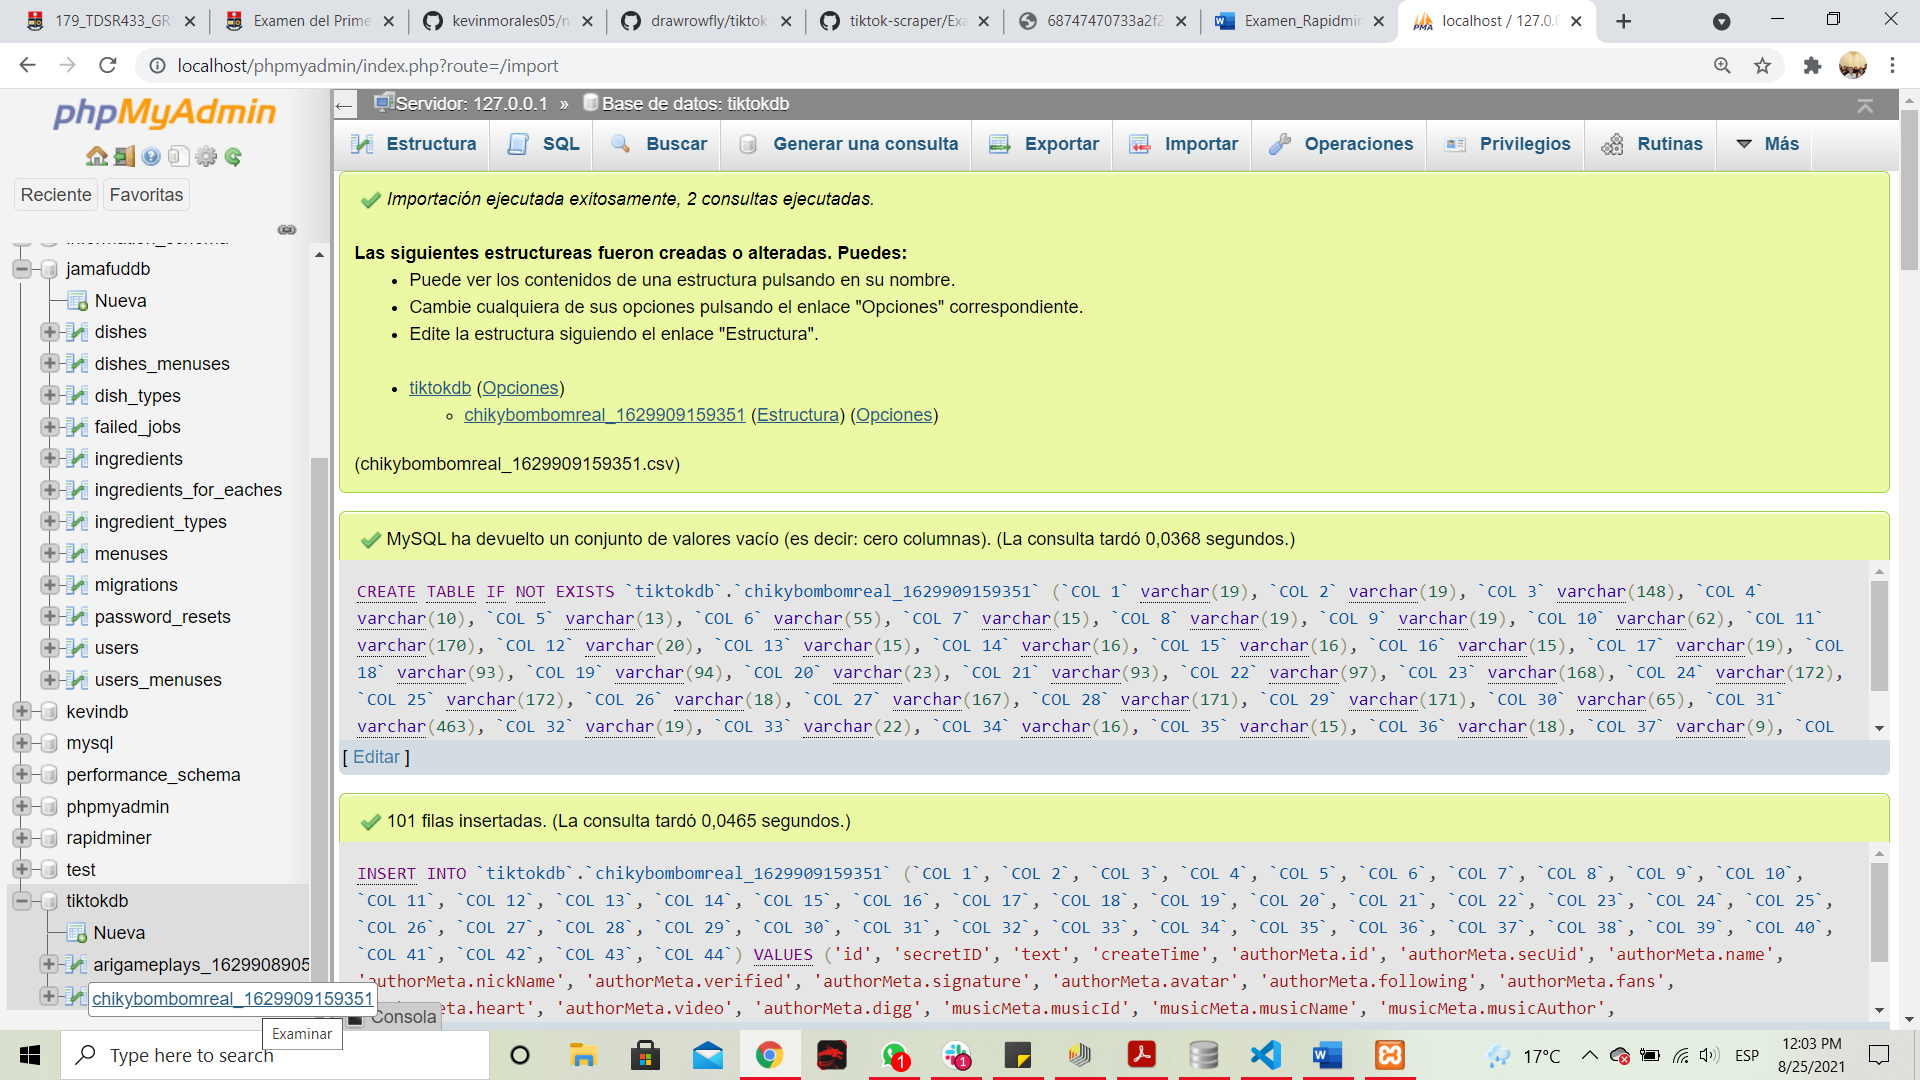 179_TDSR433_GR
Examen del Prime
kevinmorales05/n
drawrowfly/tiktok
tiktok-scraper/Exa
68747470733a2f2
Examen_Rapidmin
localhost / 127.0.0
localhost/phpmyadmin/index.php?route=/import
phpMyAdmin
Reciente
Favoritas
jamafuddb
Nueva
dishes
dishes_menuses
dish_types
failed_jobs
ingredients
ingredients_for_eaches
ingredient_types
menuses
migrations
password_resets
users
users_menuses
kevindb
mysql
performance_schema
phpmyadmin
rapidminer
test
tiktokdb
Nueva
arigameplays_1629908905
chikybombomreal_1629909159351
Examinar
Servidor: 127.0.0.1 » Base de datos: tiktokdb
Estructura SQL Buscar Generar una consulta Exportar Importar Operaciones Privilegios Rutinas Más
Importación ejecutada exitosamente, 2 consultas ejecutadas.
Las siguientes estructureas fueron creadas o alteradas. Puedes:
• Puede ver los contenidos de una estructura pulsando en su nombre.
• Cambie cualquiera de sus opciones pulsando el enlace "Opciones" correspondiente.
• Edite la estructura siguiendo el enlace "Estructura".
• tiktokdb (Opciones)
chikybombomreal_1629909159351 (Estructura) (Opciones)
(chikybombomreal_1629909159351.csv)
MySQL ha devuelto un conjunto de valores vacío (es decir: cero columnas). (La consulta tardó 0,0368 segundos.)
CREATE TABLE IF NOT EXISTS `tiktokdb`.`chikybombomreal_1629909159351` (`COL 1` varchar(19), `COL 2` varchar(19), `COL 3` varchar(148), `COL 4`
varchar(10), `COL 5` varchar(13), `COL 6` varchar(55), `COL 7` varchar(15), `COL 8` varchar(19), `COL 9` varchar(19), `COL 10` varchar(62), `COL 11`
varchar(170), `COL 12` varchar(20), `COL 13` varchar(15), `COL 14` varchar(16), `COL 15` varchar(16), `COL 16` varchar(15), `COL 17` varchar(19), `COL
18` varchar(93), `COL 19` varchar(94), `COL 20` varchar(23), `COL 21` varchar(93), `COL 22` varchar(97), `COL 23` varchar(168), `COL 24` varchar(172),
`COL 25` varchar(172), `COL 26` varchar(18), `COL 27` varchar(167), `COL 28` varchar(171), `COL 29` varchar(171), `COL 30` varchar(65), `COL 31`
varchar(463), `COL 32` varchar(19), `COL 33` varchar(22), `COL 34` varchar(16), `COL 35` varchar(15), `COL 36` varchar(18), `COL 37` varchar(9), `COL
[ Editar ]
101 filas insertadas. (La consulta tardó 0,0465 segundos.)
INSERT INTO `tiktokdb`.`chikybombomreal_1629909159351` (`COL 1`, `COL 2`, `COL 3`, `COL 4`, `COL 5`, `COL 6`, `COL 7`, `COL 8`, `COL 9`, `COL 10`,
`COL 11`, `COL 12`, `COL 13`, `COL 14`, `COL 15`, `COL 16`, `COL 17`, `COL 18`, `COL 19`, `COL 20`, `COL 21`, `COL 22`, `COL 23`, `COL 24`, `COL 25`,
`COL 26`, `COL 27`, `COL 28`, `COL 29`, `COL 30`, `COL 31`, `COL 32`, `COL 33`, `COL 34`, `COL 35`, `COL 36`, `COL 37`, `COL 38`, `COL 39`, `COL 40`,
`COL 41`, `COL 42`, `COL 43`, `COL 44`) VALUES ('id', 'secretID', 'text', 'createTime', 'authorMeta.id', 'authorMeta.secUid', 'authorMeta.name',
'authorMeta.nickName', 'authorMeta.verified', 'authorMeta.signature', 'authorMeta.avatar', 'authorMeta.following', 'authorMeta.fans',
eta.heart', 'authorMeta.video', 'authorMeta.digg', 'musicMeta.musicId', 'musicMeta.musicName', 'musicMeta.musicAuthor',
Consola
Type here to search
1
1
17°C
ESP
12:03 PM
8/25/2021